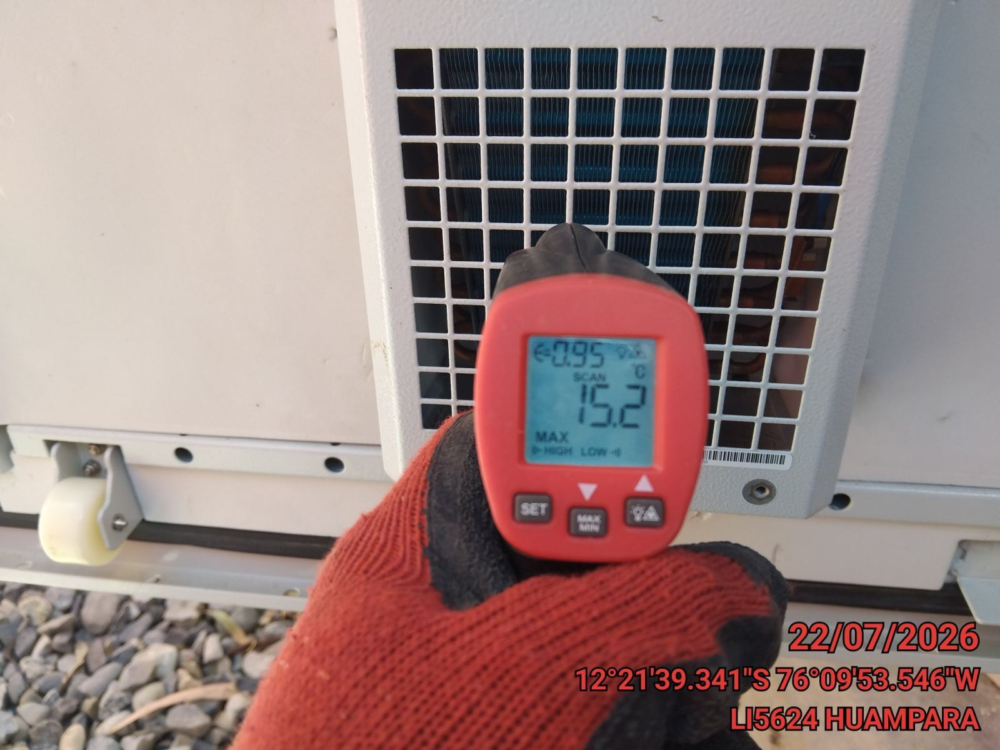 ε=0.95
°C
SCAN
15.2
MAX
HIGH LOW
SET
MAX
MIN
20
22/07/2026
12°21'39.341"S 76°09'53.546"W
LI5624 HUAMPARA